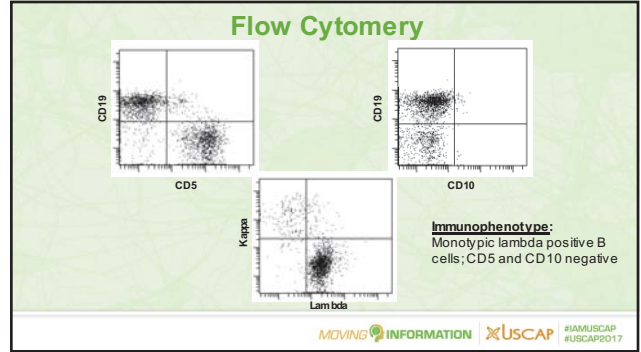 Flow Cytomery
CD19
CD5
CD19
CD10
Kappa
Lambda
Immunophenotype:
Monotypic lambda positive B
cells; CD5 and CD10 negative
MOVING INFORMATION
USCAP
#IAMUSCAP
#USCAP2017